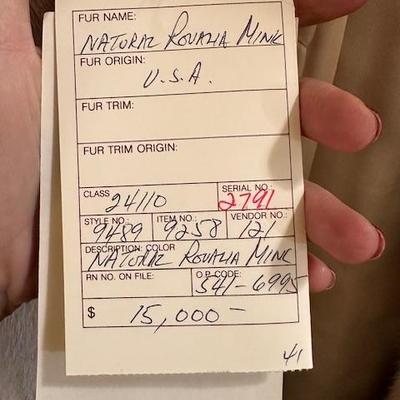 FUR NAME:
NATURAL ROVALIA MINK
FUR ORIGIN:
U.S.A.
FUR TRIM:
FUR TRIM ORIGIN:
CLASS SERIAL NO.:
24110 2791
STYLE NO.: ITEM NO.: VENDOR NO.:
9489 9258 121
DESCRIPTION: COLOR
NATURAL ROVALIA MINK
RN NO. ON FILE: O.P. CODE:
541-6995
$ 15,000-
41